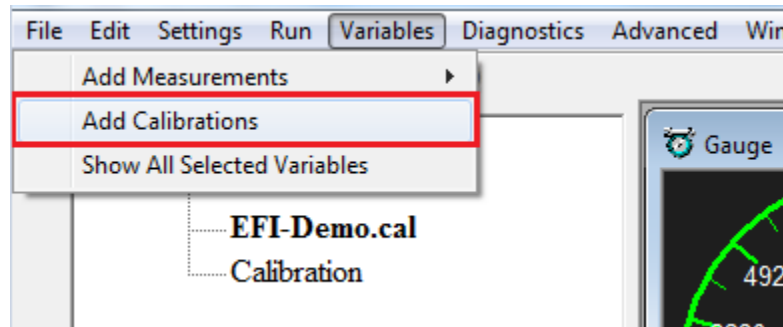 File Edit Settings Run Variables Diagnostics Advanced
Add Measurements
Add Calibrations
Show All Selected Variables
EFI-Demo.cal
Calibration
Gauge
492